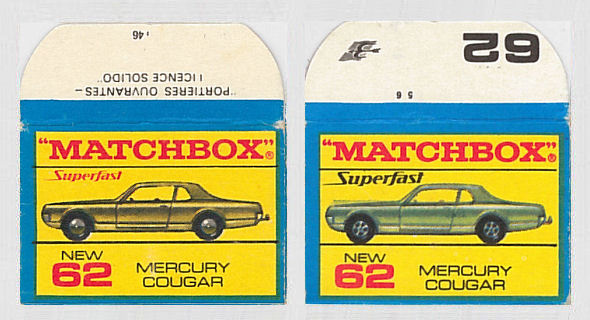 : 46
"PORTIERES OUVRANTES –
LICENCE SOLIDO"
"MATCHBOX"®
Superfast
NEW
62
MERCURY
COUGAR
62
5 6
"MATCHBOX"®
Superfast
NEW
62
MERCURY
COUGAR